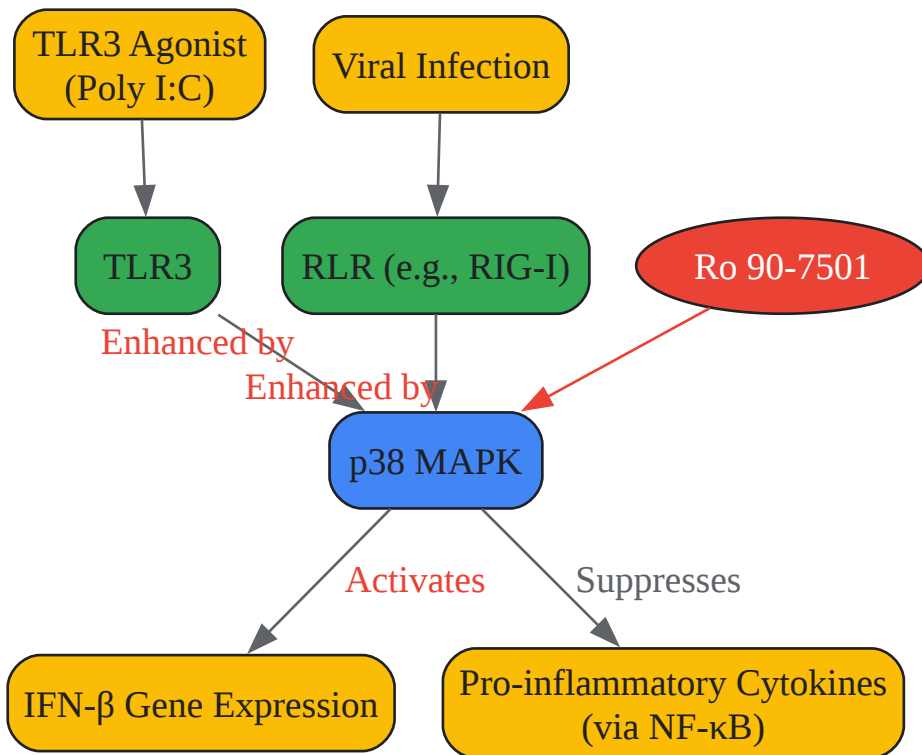 TLR3 Agonist
(Poly I:C)
Viral Infection
TLR3
RLR (e.g., RIG-I)
Ro 90-7501
Enhanced by
Enhanced by
p38 MAPK
Activates
Suppresses
IFN-β Gene Expression
Pro-inflammatory Cytokines
(via NF-κB)